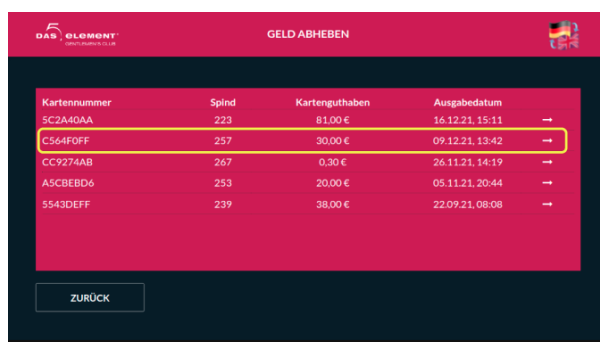 DAS 5. ELEMENT
GENTLEMEN'S CLUB
GELD ABHEBEN
Kartennummer Spind Kartenguthaben Ausgabedatum
5C2A40AA 223 81,00 € 16.12.21, 15:11 →
C564F0FF 257 30,00 € 09.12.21, 13:42 →
CC9274AB 267 0,30 € 26.11.21, 14:19 →
A5CBEBD6 253 20,00 € 05.11.21, 20:44 →
5543DEFF 239 38,00 € 22.09.21, 08:08 →
ZURÜCK